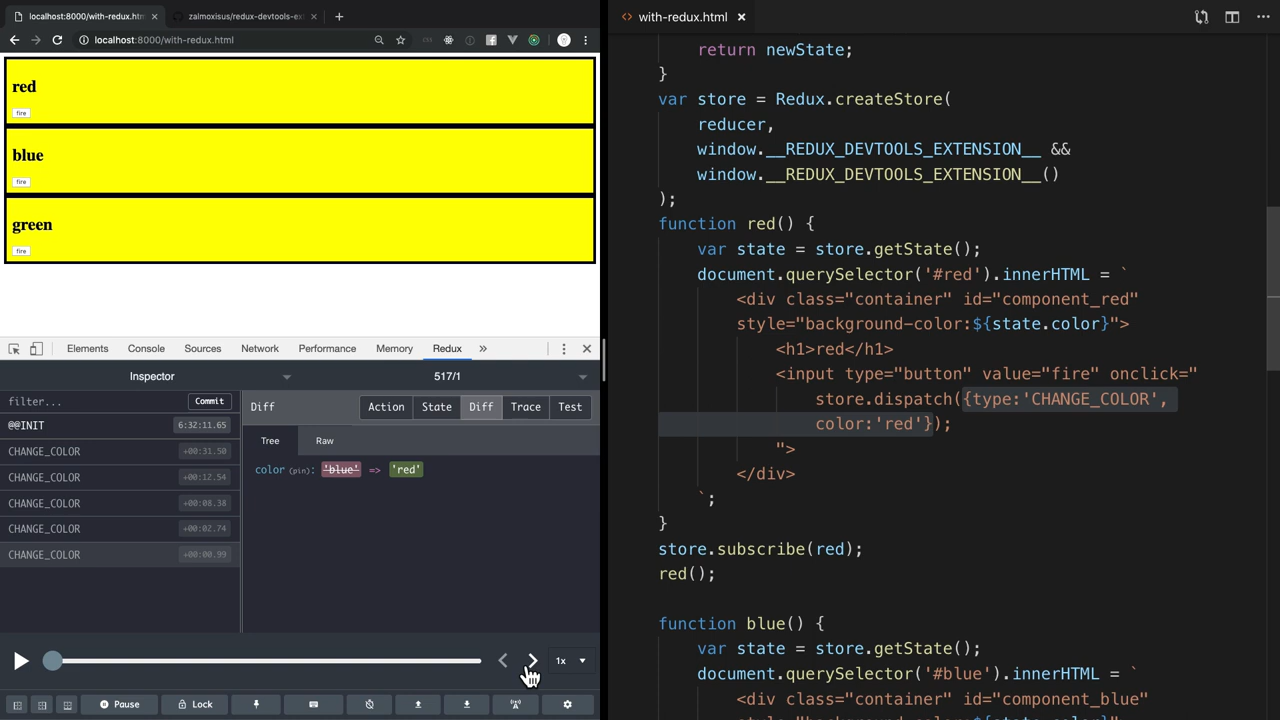 localhost:8000/with-redux.htm
zalmoxisus/redux-devtools-ex
localhost:8000/with-redux.html
red
fire
blue
fire
green
fire
Elements Console Sources Network Performance Memory Redux »
Inspector 517/1
filter... Commit
@@INIT 6:32:11.65
CHANGE_COLOR +00:31.50
CHANGE_COLOR +00:12.54
CHANGE_COLOR +00:08.38
CHANGE_COLOR +00:02.74
CHANGE_COLOR +00:00.99
Diff Action State Diff Trace Test
Tree Raw
color (pin): 'blue' => 'red'
1x
Pause Lock
with-redux.html
return newState;
}
var store = Redux.createStore(
reducer,
window.__REDUX_DEVTOOLS_EXTENSION__ &&
window.__REDUX_DEVTOOLS_EXTENSION__()
);
function red() {
var state = store.getState();
document.querySelector('#red').innerHTML = `
<div class="container" id="component_red"
style="background-color:${state.color}">
<h1>red</h1>
<input type="button" value="fire" onclick="
store.dispatch({type:'CHANGE_COLOR',
color:'red'});
">
</div>
`;
}
store.subscribe(red);
red();
function blue() {
var state = store.getState();
document.querySelector('#blue').innerHTML = `
<div class="container" id="component_blue"